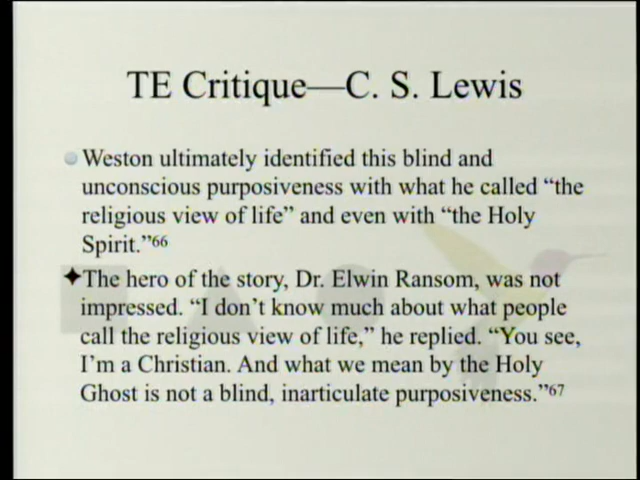 TE Critique—C. S. Lewis
Weston ultimately identified this blind and
unconscious purposiveness with what he called “the
religious view of life” and even with “the Holy
Spirit.”66
The hero of the story, Dr. Elwin Ransom, was not
impressed. “I don’t know much about what people
call the religious view of life,” he replied. “You see,
I’m a Christian. And what we mean by the Holy
Ghost is not a blind, inarticulate purposiveness.”67